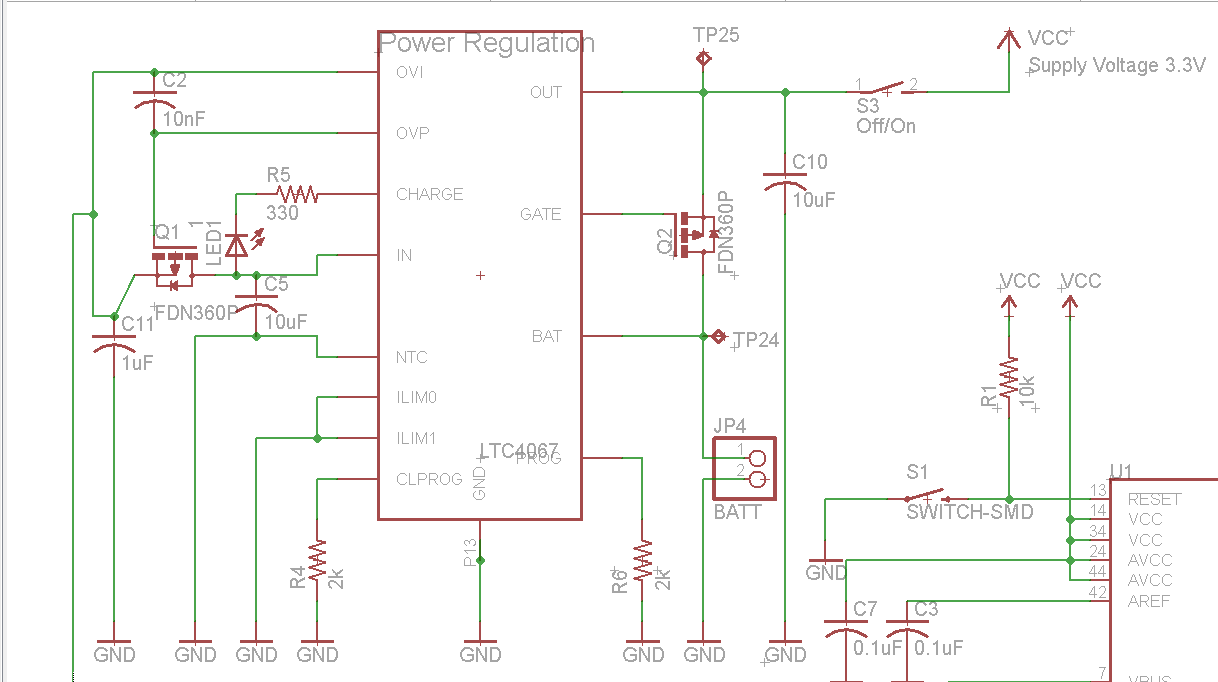 Power Regulation
TP25
VCC
Supply Voltage 3.3V
OVI
C2
10nF
OUT
1
2
S3
Off/On
OVP
C10
10uF
R5
330
CHARGE
GATE
Q2
FDN360P
Q1
1
LED1
IN
C5
10uF
FDN360P
C11
1uF
VCC
VCC
BAT
TP24
NTC
R1
10k
ILIM0
JP4
ILIM1
LTC4067
PROG
1
2
BATT
CLPROG
GND
S1
SWITCH-SMD
U1
13
RESET
14
VCC
34
VCC
24
AVCC
44
AVCC
42
AREF
P13
R4
2k
R6
2k
GND
C7
0.1uF
C3
0.1uF
GND
GND
GND
GND
GND
GND
GND
GND
7
VBUS